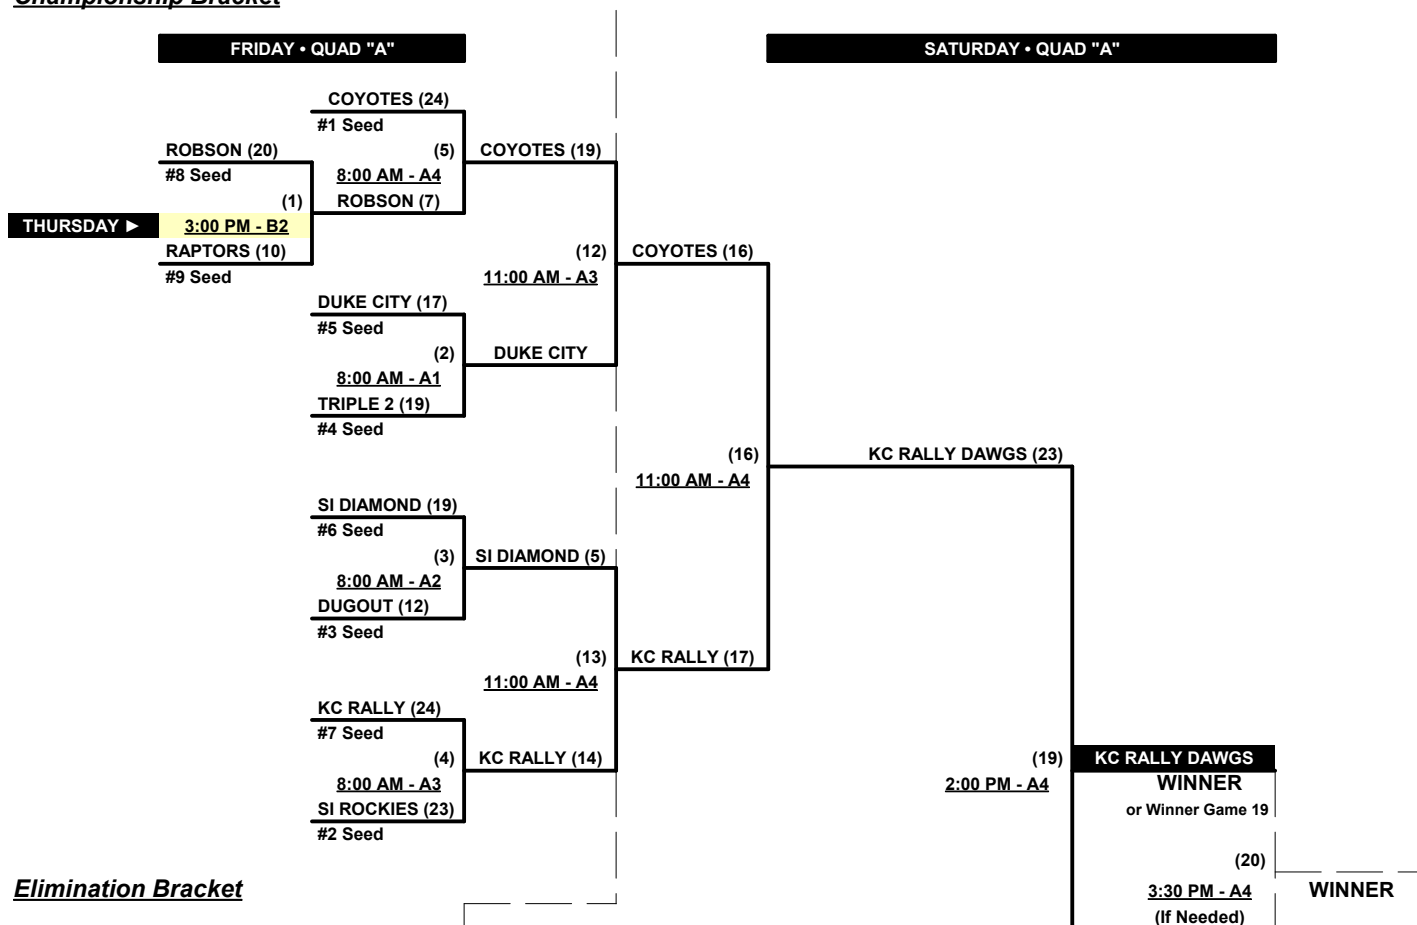 Championship Bracket
FRIDAY • QUAD "A"
SATURDAY • QUAD "A"
COYOTES (24)
#1 Seed
ROBSON (20)
(5)
COYOTES (19)
#8 Seed
8:00 AM - A4
(1)
ROBSON (7)
THURSDAY ►
3:00 PM - B2
RAPTORS (10)
(12)
COYOTES (16)
#9 Seed
11:00 AM - A3
DUKE CITY (17)
#5 Seed
(2)
DUKE CITY
8:00 AM - A1
TRIPLE 2 (19)
#4 Seed
(16)
KC RALLY DAWGS (23)
11:00 AM - A4
SI DIAMOND (19)
#6 Seed
(3)
SI DIAMOND (5)
8:00 AM - A2
DUGOUT (12)
#3 Seed
(13)
KC RALLY (17)
11:00 AM - A4
KC RALLY (24)
#7 Seed
(4)
KC RALLY (14)
(19)
KC RALLY DAWGS
8:00 AM - A3
2:00 PM - A4
WINNER
SI ROCKIES (23)
or Winner Game 19
#2 Seed
(20)
Elimination Bracket
3:30 PM - A4
WINNER
(If Needed)